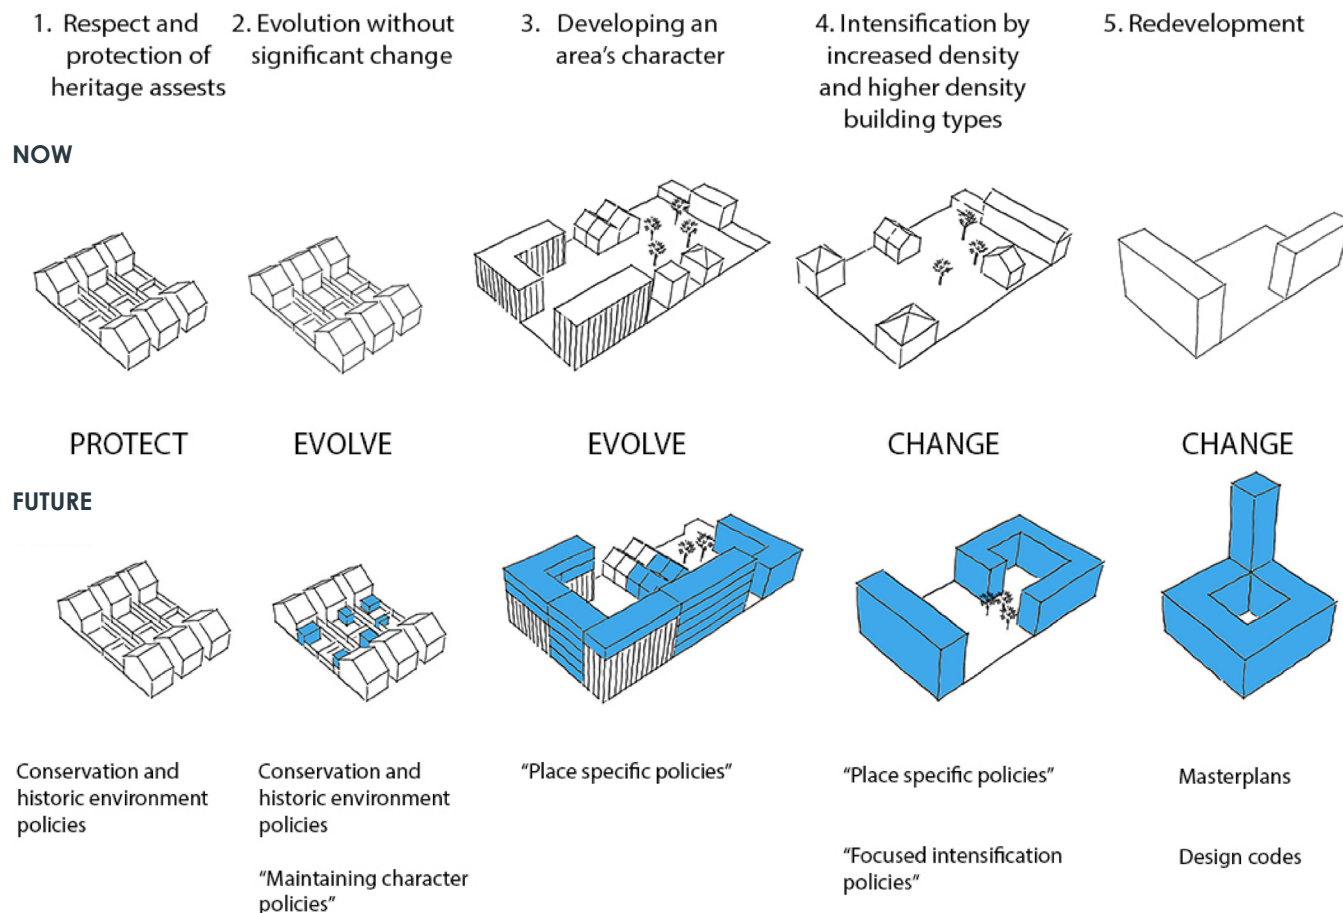 1. Respect and
protection of
heritage assests
2. Evolution without
significant change
3. Developing an
area's character
4. Intensification by
increased density
and higher density
building types
5. Redevelopment
NOW
PROTECT
EVOLVE
EVOLVE
CHANGE
CHANGE
FUTURE
Conservation and
historic environment
policies
Conservation and
historic environment
policies
"Maintaining character
policies"
"Place specific policies"
"Place specific policies"
"Focused intensification
policies"
Masterplans
Design codes